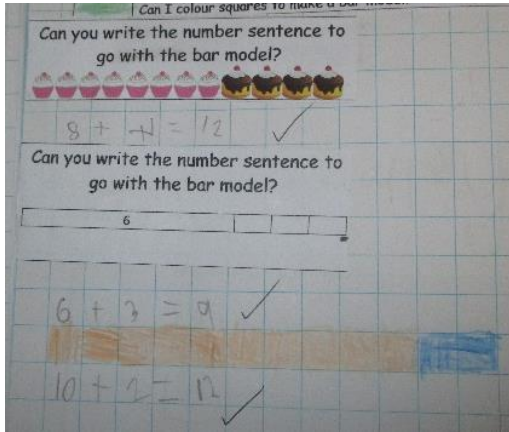 Can I colour squares to make a bar
Can you write the number sentence to
go with the bar model?
8 + 4 = 12
Can you write the number sentence to
go with the bar model?
6
6 + 3 = 9
10 + 2 = 12